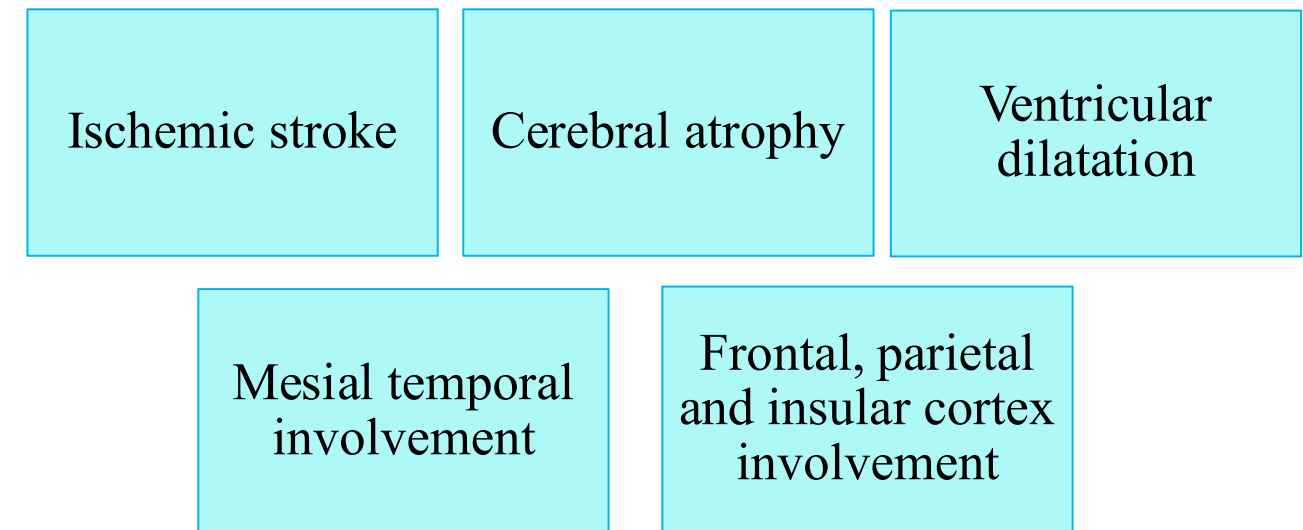 Ischemic stroke
Cerebral atrophy
Ventricular
dilatation
Mesial temporal
involvement
Frontal, parietal
and insular cortex
involvement